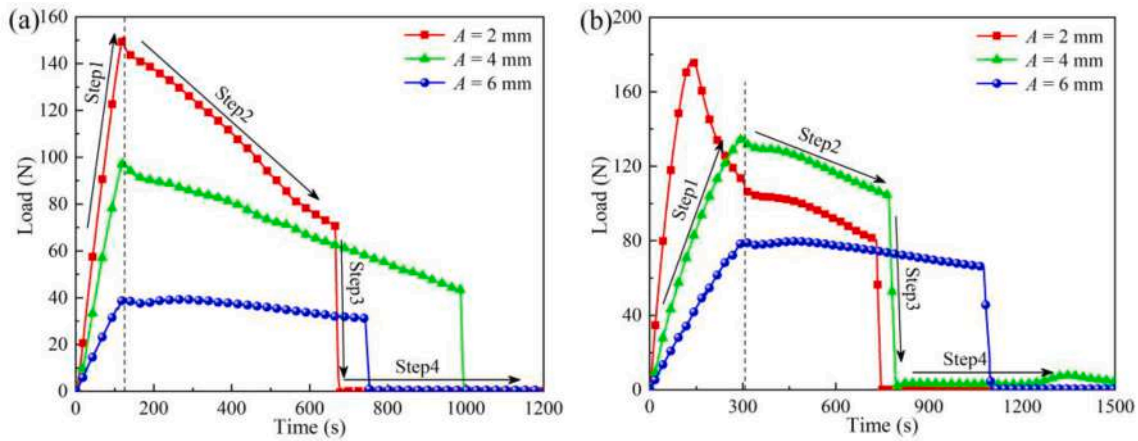 (a)
160
140
120
100
80
60
40
20
0
Load (N)
A = 2 mm
A = 4 mm
A = 6 mm
Step1
Step2
Step3
Step4
0 200 400 600 800 1000 1200
Time (s)
(b)
200
160
120
80
40
0
Load (N)
A = 2 mm
A = 4 mm
A = 6 mm
Step1
Step2
Step3
Step4
0 300 600 900 1200 1500
Time (s)